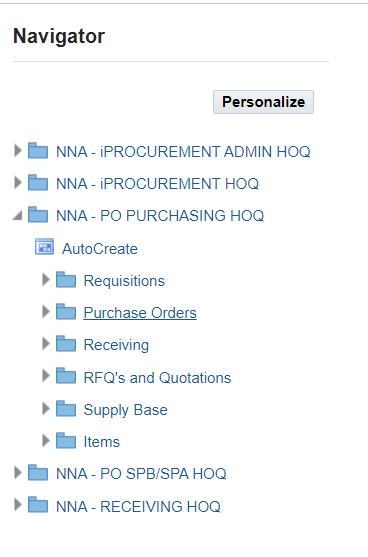 Navigator
Personalize
NNA - iPROCUREMENT ADMIN HOQ
NNA - iPROCUREMENT HOQ
NNA - PO PURCHASING HOQ
AutoCreate
Requisitions
Purchase Orders
Receiving
RFQ's and Quotations
Supply Base
Items
NNA - PO SPB/SPA HOQ
NNA - RECEIVING HOQ